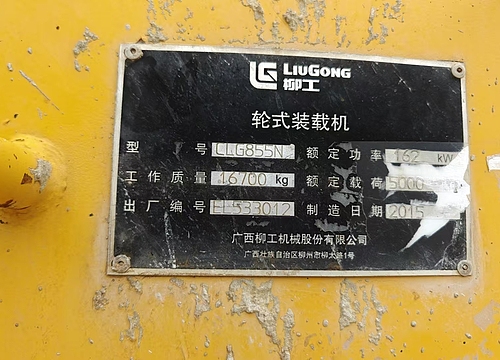 LIUGONG
柳工
轮式装载机
型号 CLG855N 额定功率 162 kW
工作质量 16700 kg 额定载荷 5000
出厂编号 EL533012 制造日期 2015
广西柳工机械股份有限公司
广西壮族自治区柳州市柳太路1号